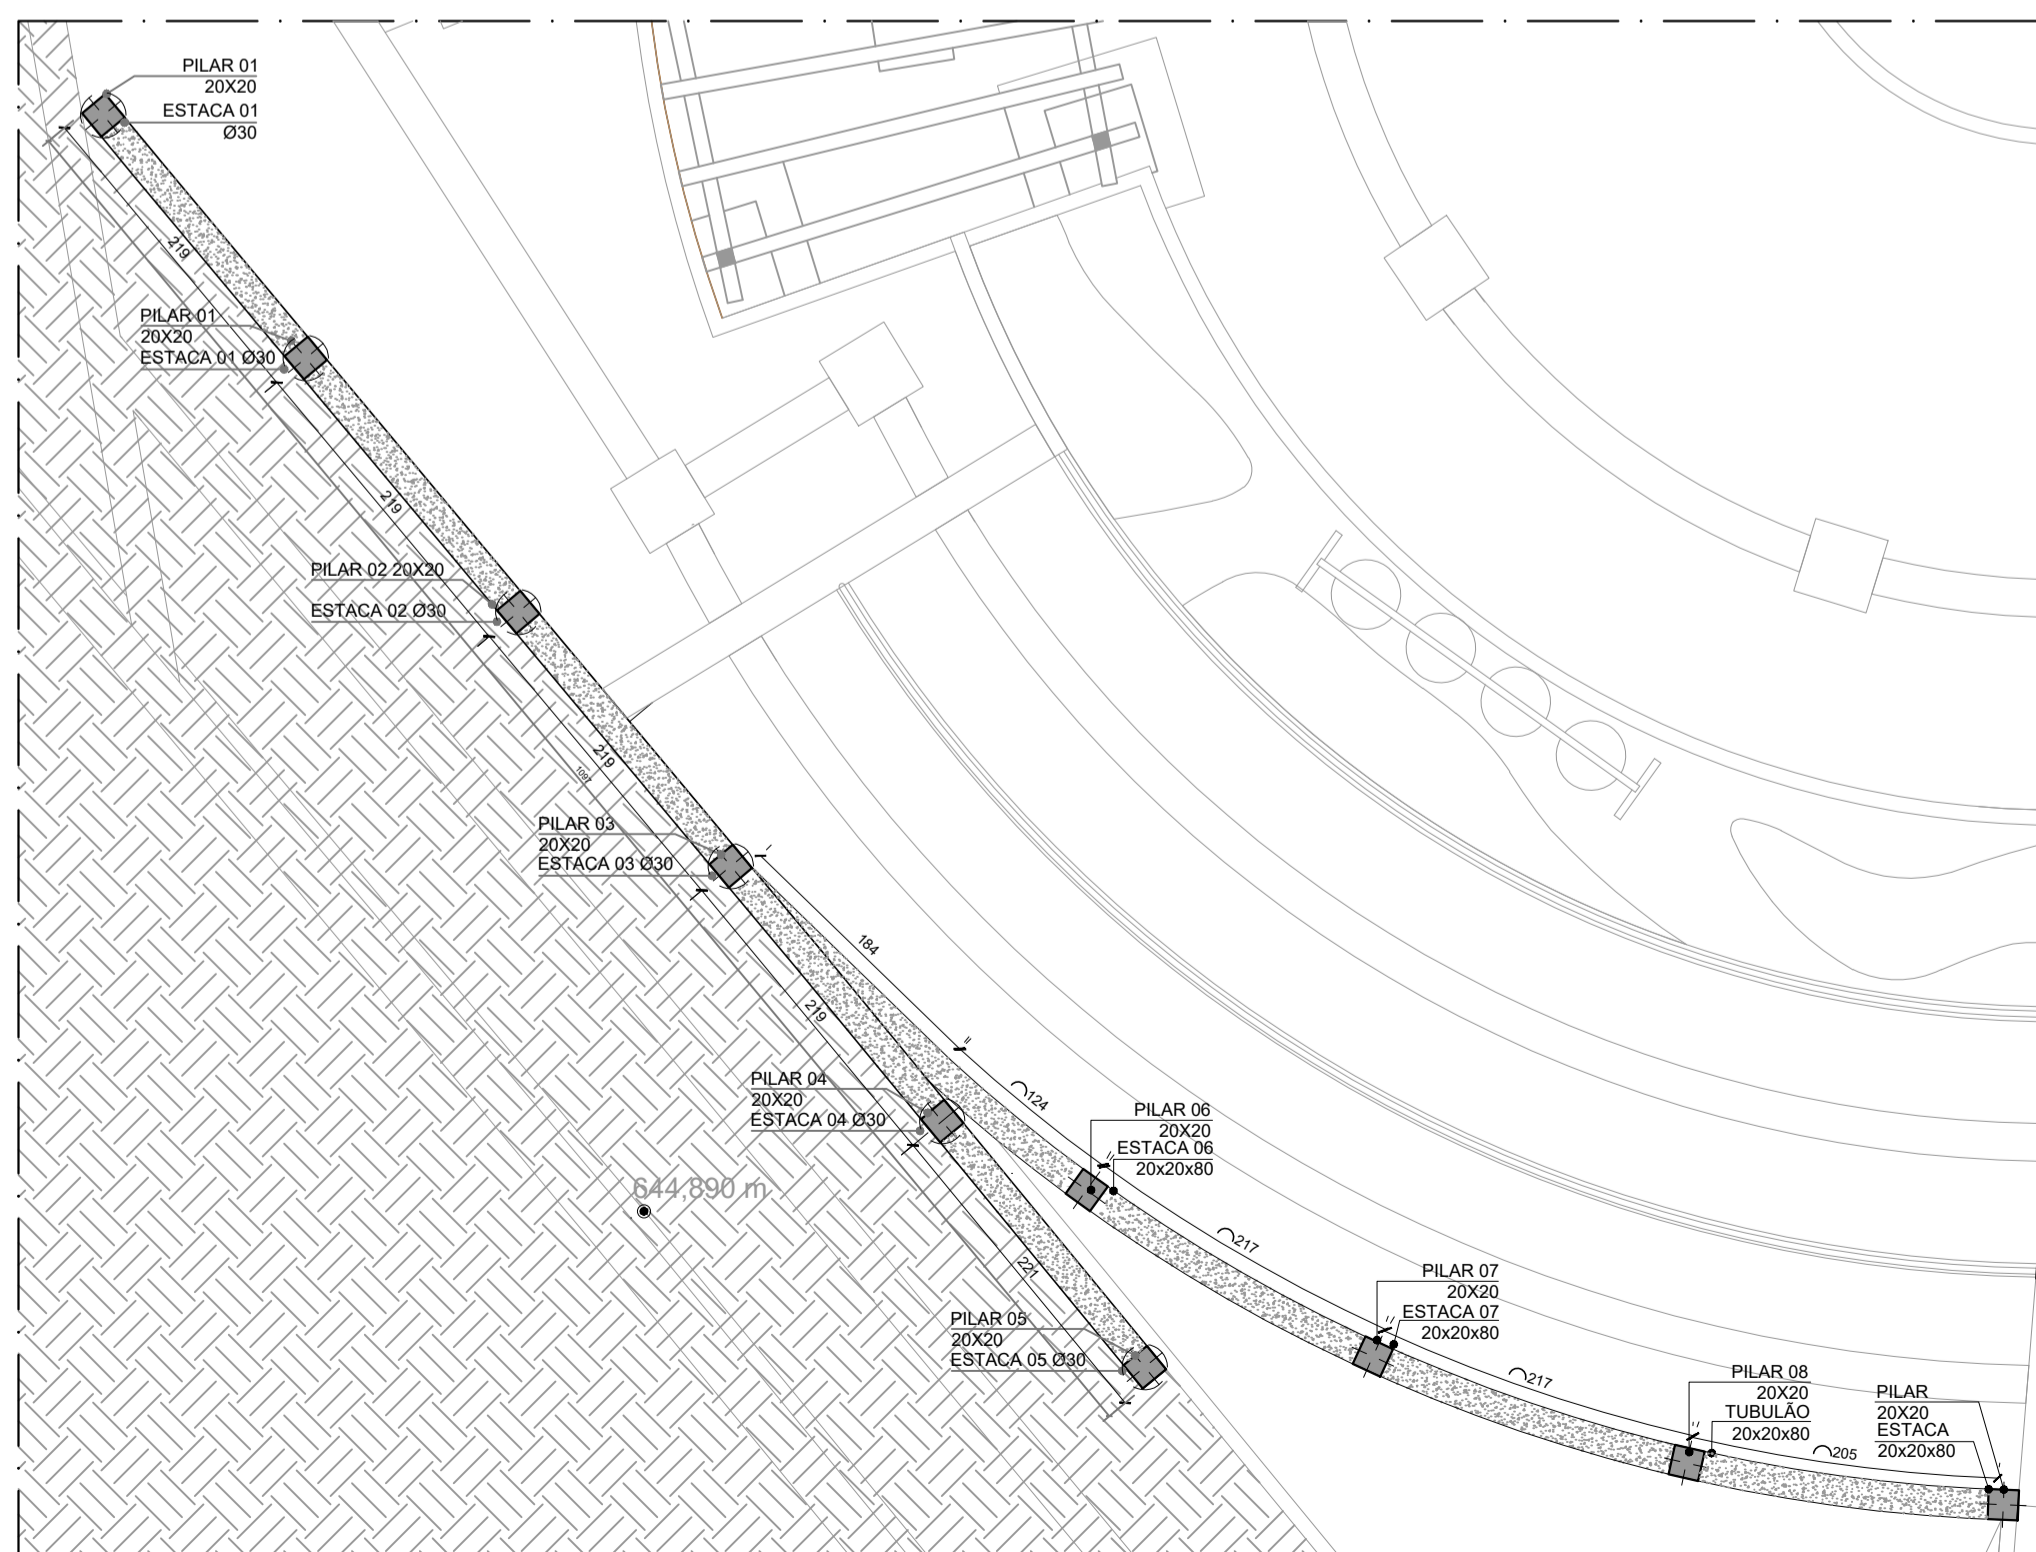 PILAR 01
20X20
ESTACA 01
Ø30
219
PILAR 01
20X20
ESTACA 01 Ø30
219
PILAR 02 20X20
ESTACA 02 Ø30
219
1097
PILAR 03
20X20
ESTACA 03 Ø30
184
219
PILAR 04
20X20
ESTACA 04 Ø30
124
PILAR 06
20X20
ESTACA 06
20x20x80
644,890 m
217
221
PILAR 07
20X20
ESTACA 07
20x20x80
PILAR 05
20X20
ESTACA 05 Ø30
217
PILAR 08
20X20
TUBULÃO
20x20x80
PILAR
20X20
ESTACA
20x20x80
205